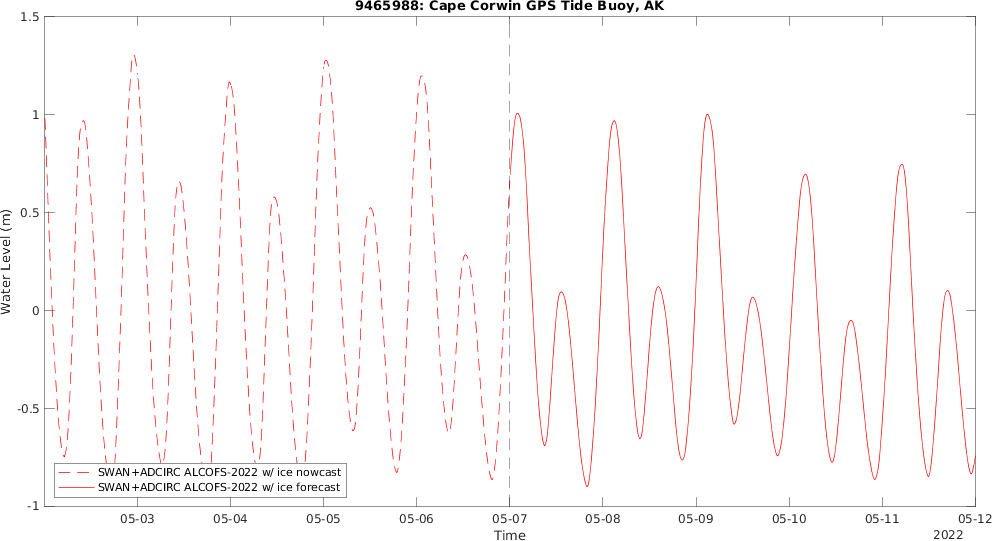 9465988: Cape Corwin GPS Tide Buoy, AK
1.5
1
0.5
0
-0.5
-1
Water Level (m)
SWAN+ADCIRC ALCOFS-2022 w/ ice nowcast
SWAN+ADCIRC ALCOFS-2022 w/ ice forecast
05-03 05-04 05-05 05-06 05-07 05-08 05-09 05-10 05-11 05-12
Time
2022